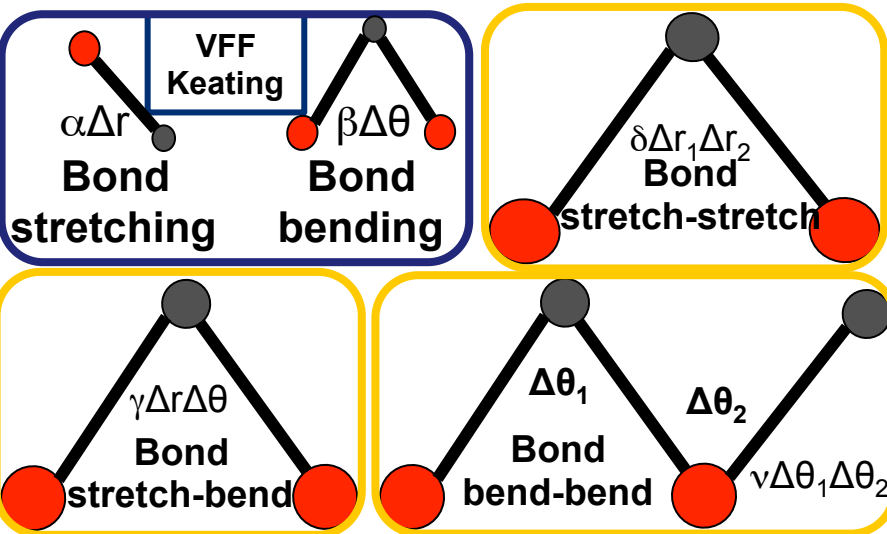 VFF
Keating
αΔr
Bond
stretching
βΔθ
Bond
bending
δΔr₁Δr₂
Bond
stretch-stretch
γΔrΔθ
Bond
stretch-bend
Δθ₁
Δθ₂
Bond
bend-bend
νΔθ₁Δθ₂